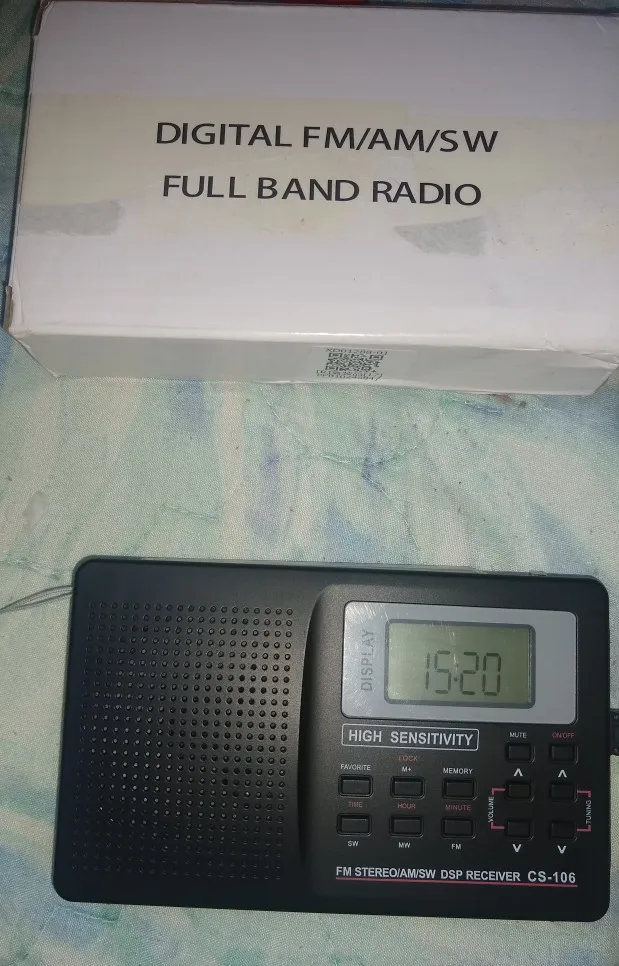 DIGITAL FM/AM/SW
FULL BAND RADIO
DISPLAY
15:20
HIGH SENSITIVITY
MUTE
ON/OFF
LOCK
FAVORITE
M+
MEMORY
TIME
HOUR
MINUTE
VOLUME
TUNING
SW
MW
FM
FM STEREO/AM/SW DSP RECEIVER CS-106